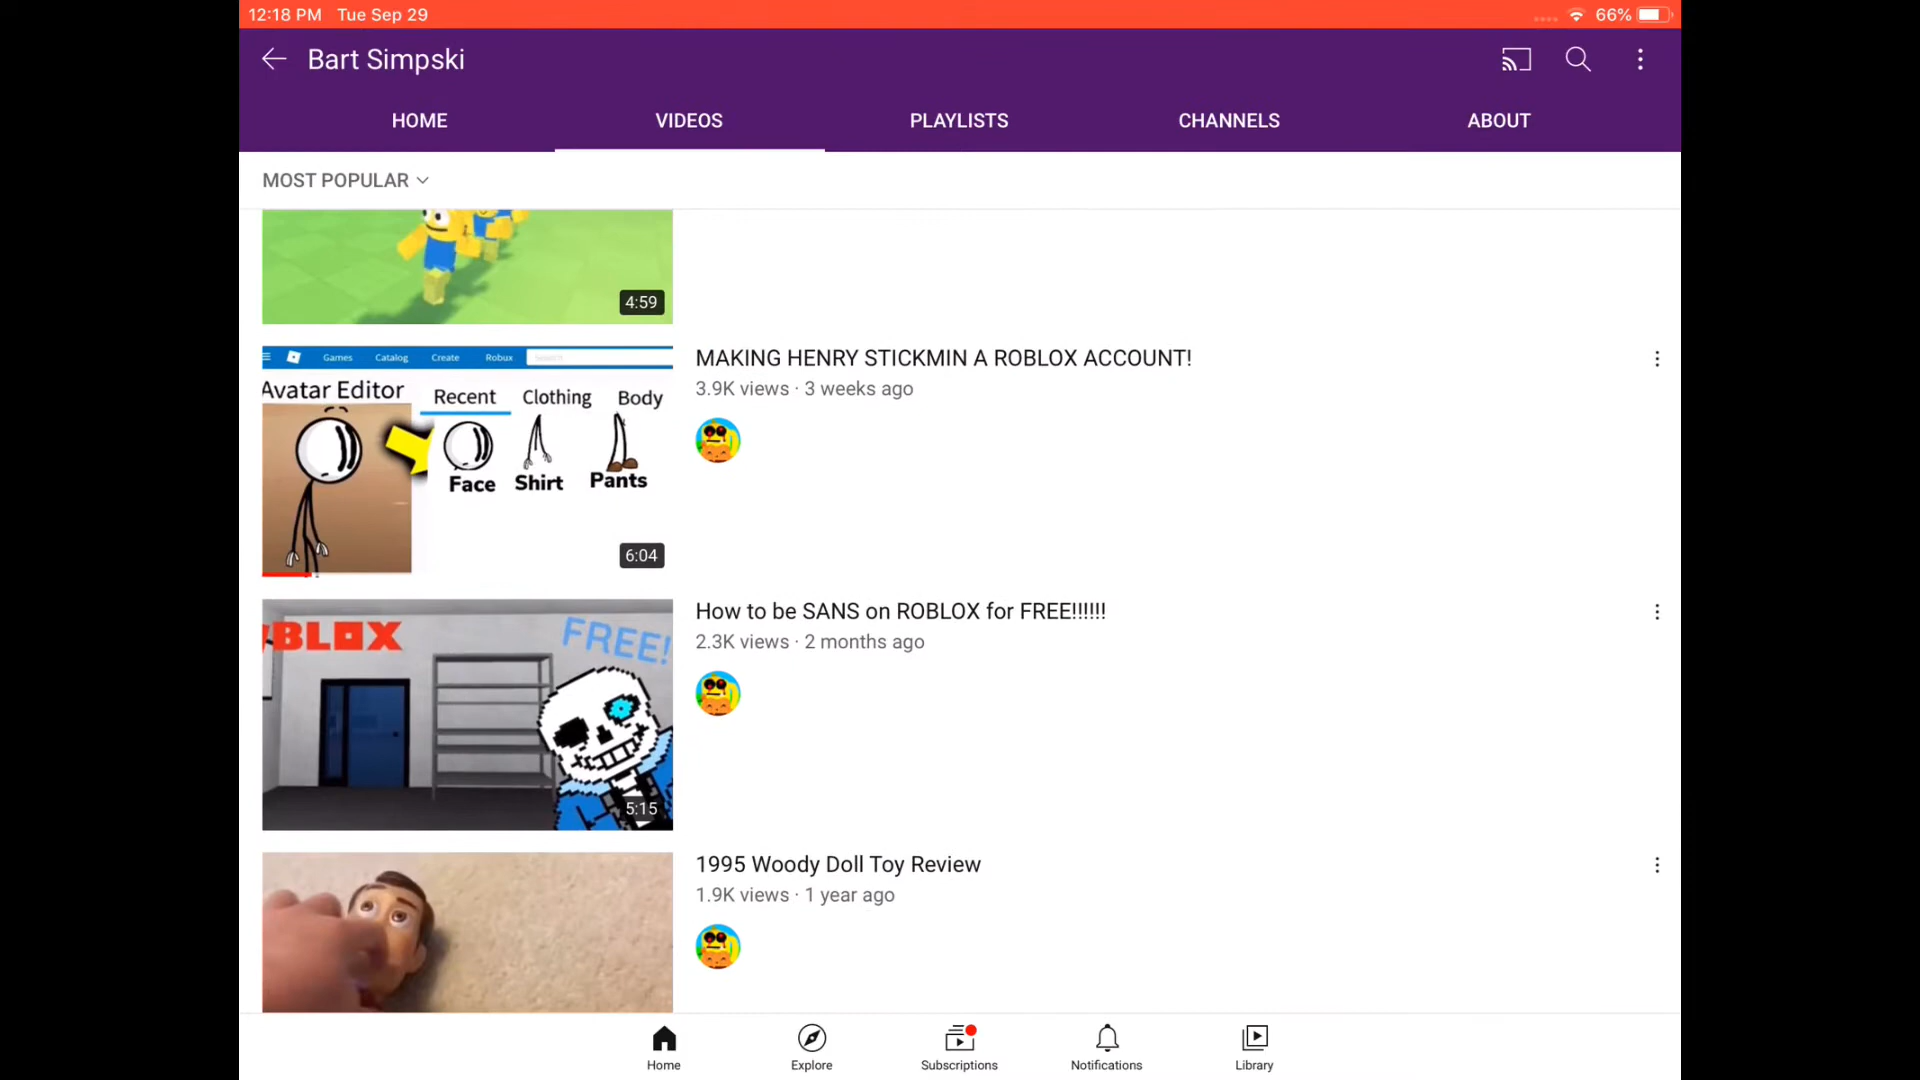 12:18 PM Tue Sep 29
66%
Bart Simpski
HOME VIDEOS PLAYLISTS CHANNELS ABOUT
MOST POPULAR
4:59
Games Catalog Create Robux Search
Avatar Editor
Recent Clothing Body
Face Shirt Pants
6:04
MAKING HENRY STICKMIN A ROBLOX ACCOUNT!
3.9K views · 3 weeks ago
BLOX FREE!
5:15
How to be SANS on ROBLOX for FREE!!!!!!
2.3K views · 2 months ago
1995 Woody Doll Toy Review
1.9K views · 1 year ago
Home Explore Subscriptions Notifications Library